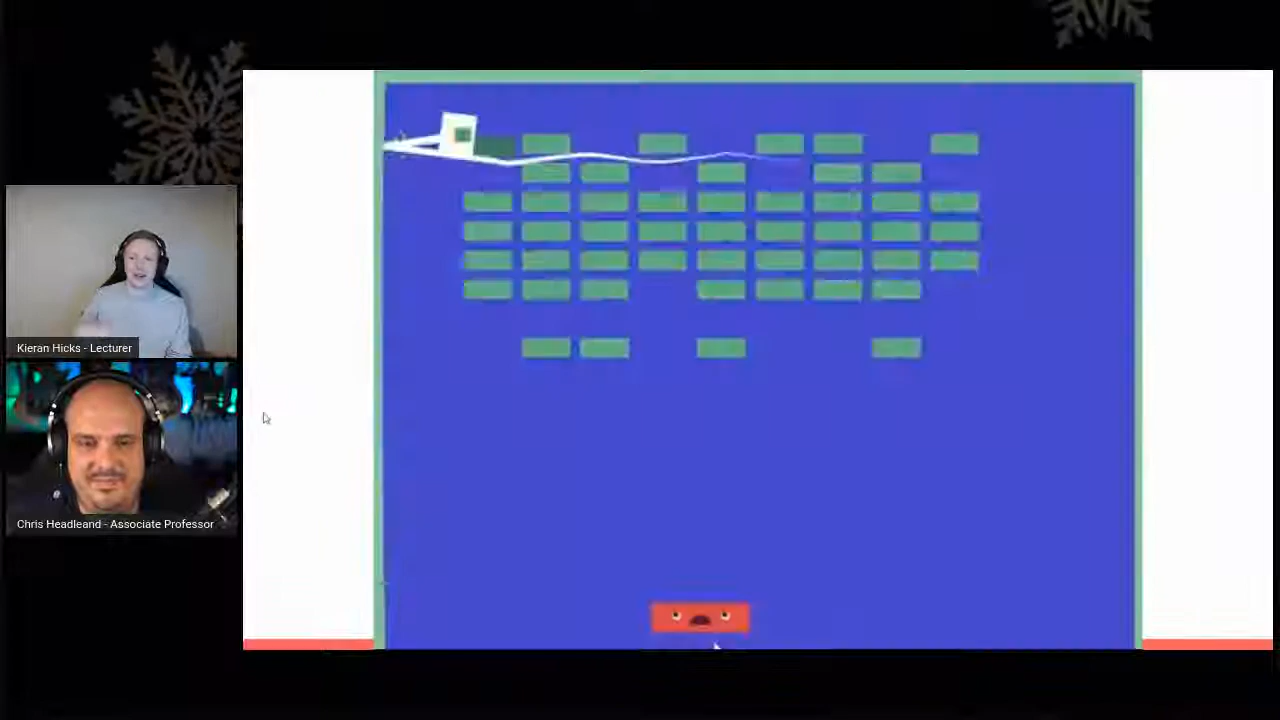 Kieran Hicks - Lecturer
Chris Headleand - Associate Professor